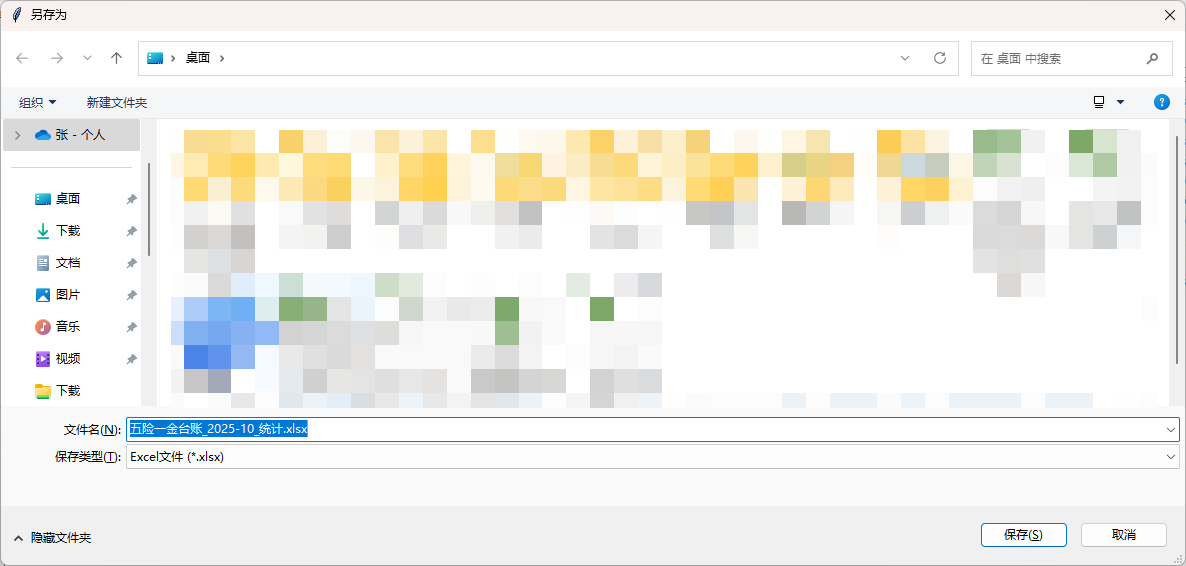 另存为
桌面
在 桌面 中搜索
组织
新建文件夹
?
张 - 个人
桌面
下载
文档
图片
音乐
视频
下载
文件名(N):
五险一金台账_2025-10_统计.xlsx
保存类型(T):
Excel文件 (*.xlsx)
隐藏文件夹
保存(S)
取消